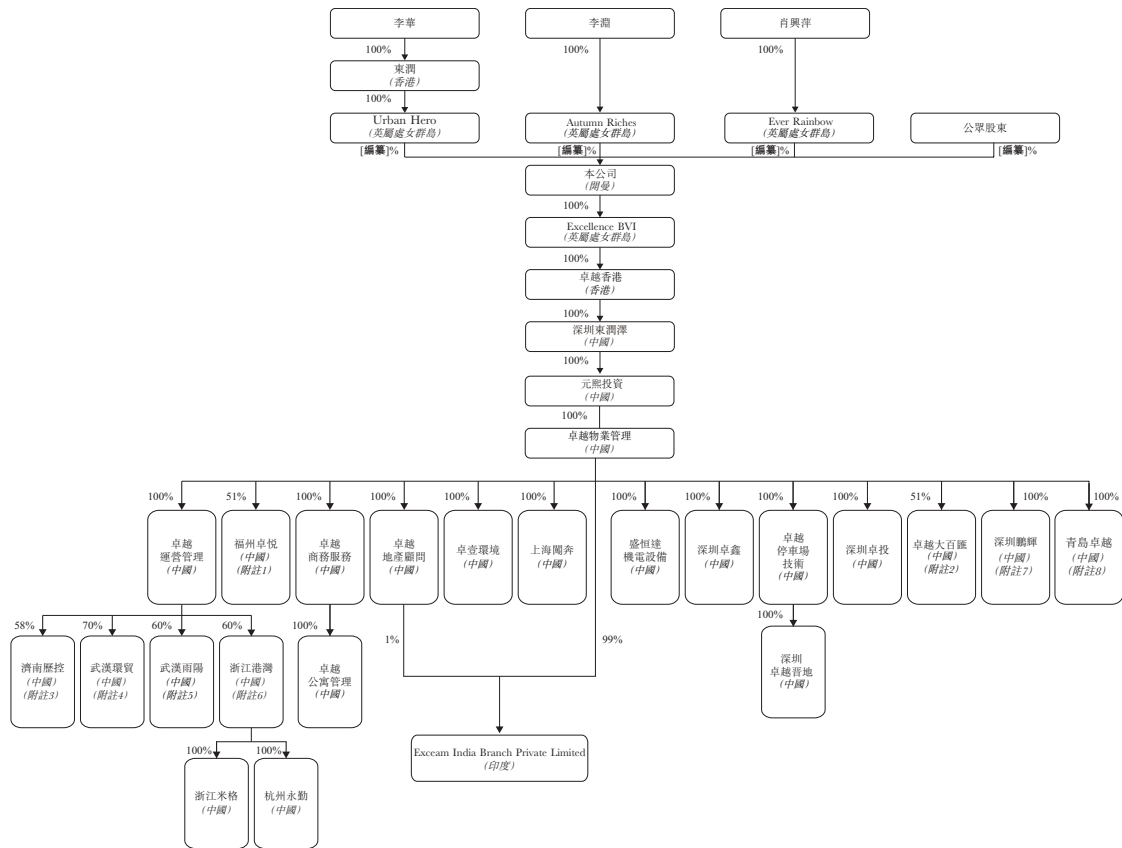 李華
李淵
肖興萍
100%
100%
100%
東潤
(香港)
100%
Urban Hero
(英屬處女群島)
Autumn Riches
(英屬處女群島)
Ever Rainbow
(英屬處女群島)
公眾股東
[編纂]%
[編纂]%
[編纂]%
[編纂]%
本公司
(開曼)
100%
Excellence BVI
(英屬處女群島)
100%
卓越香港
(香港)
100%
深圳東潤澤
(中國)
100%
元熙投資
(中國)
100%
卓越物業管理
(中國)
100%
51%
100%
100%
100%
100%
100%
100%
100%
100%
51%
100%
100%
卓越
運營管理
(中國)
福州卓悦
(中國)
(附註1)
卓越
商務服務
(中國)
卓越
地產顧問
(中國)
卓壹環境
(中國)
上海闖奔
(中國)
盛恒達
機電設備
(中國)
深圳卓鑫
(中國)
卓越
停車場
技術
(中國)
深圳卓投
(中國)
卓越大百匯
(中國)
(附註2)
深圳鵬輝
(中國)
(附註7)
青島卓越
(中國)
(附註8)
58%
70%
60%
60%
100%
1%
99%
100%
濟南歷控
(中國)
(附註3)
武漢環貿
(中國)
(附註4)
武漢雨陽
(中國)
(附註5)
浙江港灣
(中國)
(附註6)
卓越
公寓管理
(中國)
深圳
卓越晉地
(中國)
Exceam India Branch Private Limited
(印度)
100%
100%
浙江米格
(中國)
杭州永勤
(中國)